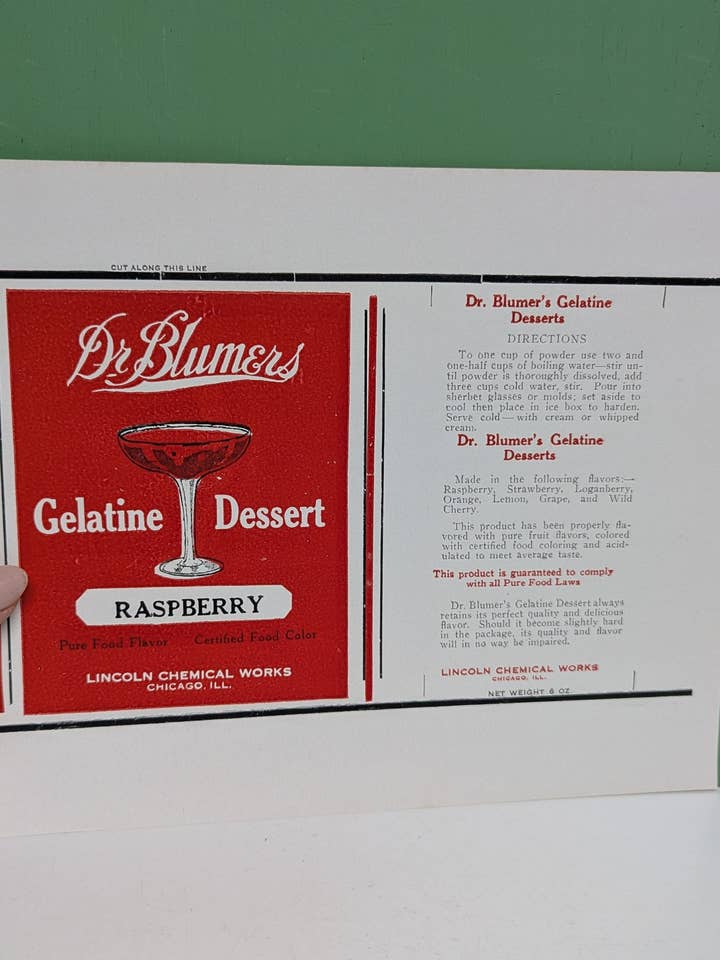 CUT ALONG THIS LINE
Dr. Blumers
Gelatine Dessert
RASPBERRY
Pure Food Flavor Certified Food Color
LINCOLN CHEMICAL WORKS
CHICAGO, ILL.
Dr. Blumer's Gelatine
Desserts
DIRECTIONS
To one cup of powder use two and
one-half cups of boiling water—stir un-
til powder is thoroughly dissolved, add
three cups cold water, stir. Pour into
sherbet glasses or molds; set aside to
cool then place in ice box to harden.
Serve cold—with cream or whipped
cream.
Dr. Blumer's Gelatine
Desserts
Made in the following flavors:—
Raspberry, Strawberry, Loganberry,
Orange, Lemon, Grape, and Wild
Cherry.
This product has been properly fla-
vored with pure fruit flavors, colored
with certified food coloring and acid-
ulated to meet average taste.
This product is guaranteed to comply
with all Pure Food Laws
Dr. Blumer's Gelatine Dessert always
retains its perfect quality and delicious
flavor. Should it become slightly hard
in the package, its quality and flavor
will in no way be impaired.
LINCOLN CHEMICAL WORKS
CHICAGO, ILL.
NET WEIGHT 6 OZ.